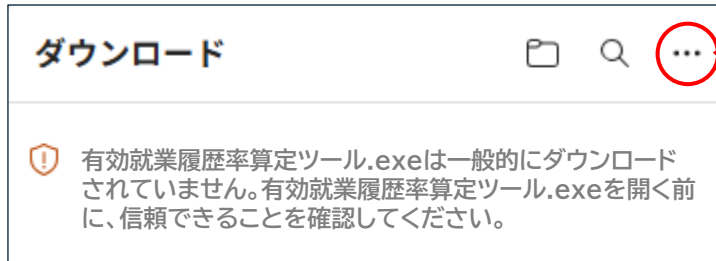 ダウンロード
有効就業履歴率算定ツール.exeは一般的にダウンロード
されていません。有効就業履歴率算定ツール.exeを開く前
に、信頼できることを確認してください。